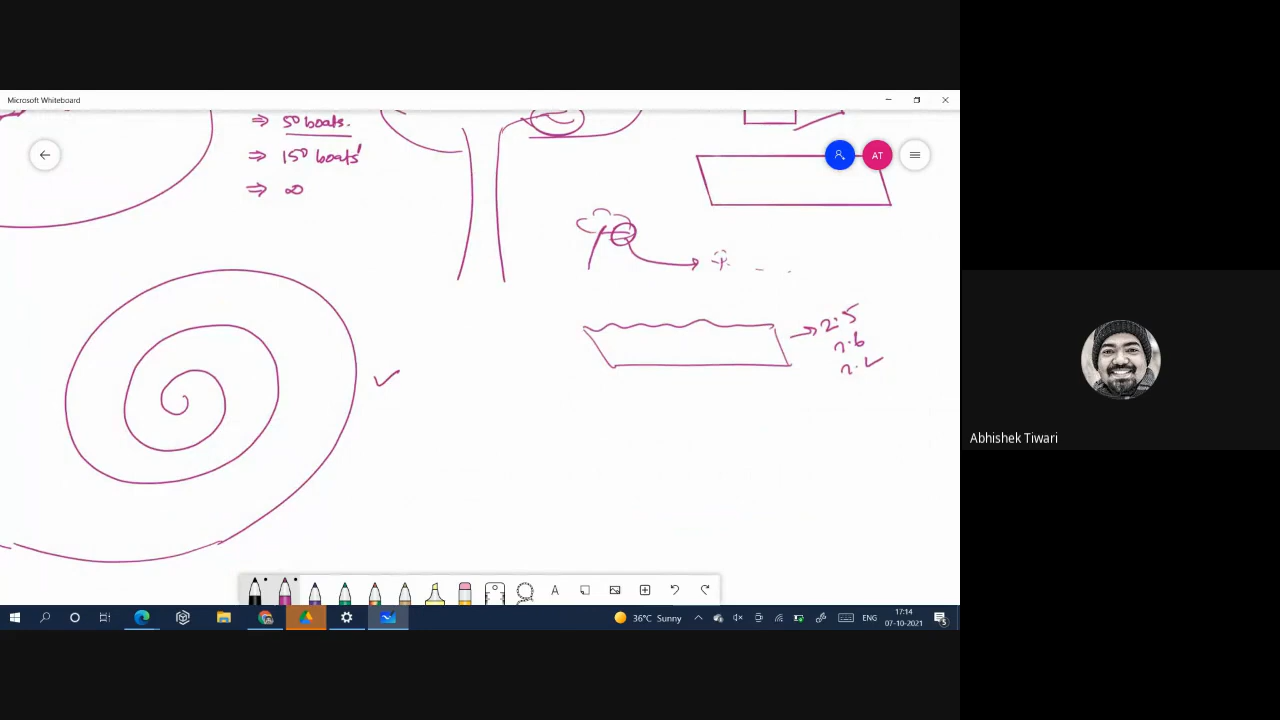 Microsoft Whiteboard
⇒ 50 boats.
⇒ 150 boats'
⇒ ∞
AT
→ 2.5
Abhishek Tiwari
A
36°C Sunny
ENG
17:14
07-10-2021
5